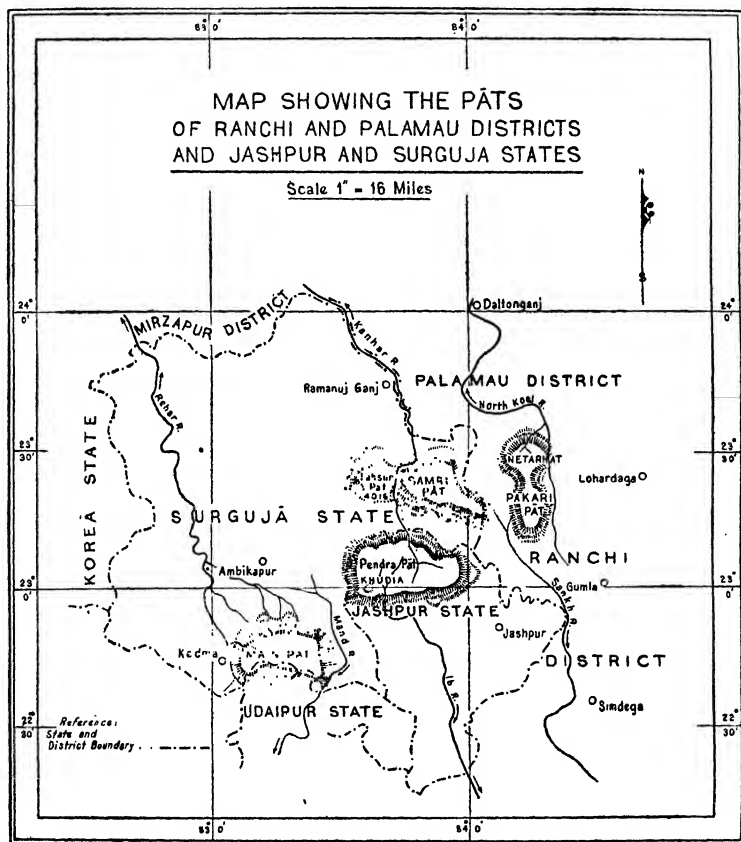 83° 0'
84° 0'
MAP SHOWING THE PĀTS
OF RANCHI AND PALAMAU DISTRICTS
AND JASHPUR AND SURGUJA STATES
Scale 1" = 16 Miles
N
S
24° 0'
24° 0'
Daltonganj
MIRZAPUR DISTRICT
Kanhar R.
Rehar R.
Ramanuj Ganj
PALAMAU DISTRICT
North Koel R.
23° 30'
23° 30'
KOREA STATE
NETARHAT
Lohardaga
Pat
SAMRI
PĀT
PAKARI
PĀT
SURGUJĀ STATE
RANCHI
Ambikapur
Pendra Pāt
KHUDIA
23° 0'
23° 0'
Gumla
Sankh R.
JASHPUR STATE
Mand R.
Jashpur
DISTRICT
MAIN PAT
Ib R.
Simdega
UDAIPUR STATE
22° 30'
22° 30'
Reference:
State and
District Boundary
83° 0'
84° 0'